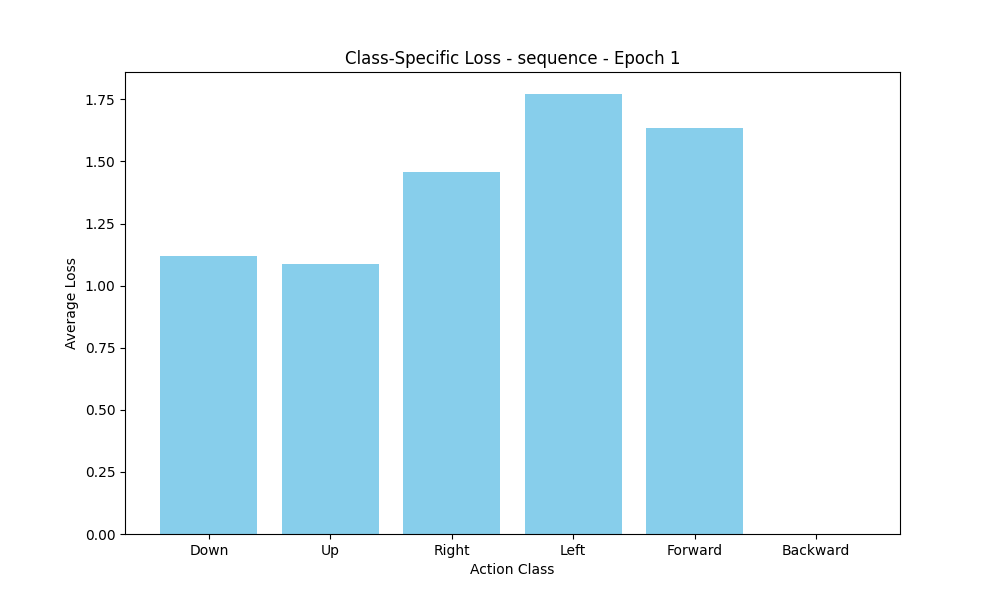 Class-Specific Loss - sequence - Epoch 1
1.75
1.50
1.25
1.00
0.75
0.50
0.25
0.00
Average Loss
Down Up Right Left Forward Backward
Action Class